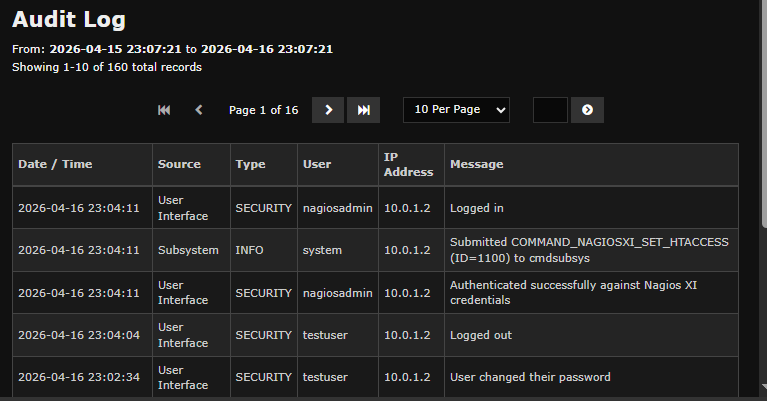 Audit Log
From: 2026-04-15 23:07:21 to 2026-04-16 23:07:21
Showing 1-10 of 160 total records
Page 1 of 16 10 Per Page
Date / Time Source Type User IP Address Message
2026-04-16 23:04:11 User Interface SECURITY nagiosadmin 10.0.1.2 Logged in
2026-04-16 23:04:11 Subsystem INFO system 10.0.1.2 Submitted COMMAND_NAGIOSXI_SET_HTACCESS (ID=1100) to cmdsubsys
2026-04-16 23:04:11 User Interface SECURITY nagiosadmin 10.0.1.2 Authenticated successfully against Nagios XI credentials
2026-04-16 23:04:04 User Interface SECURITY testuser 10.0.1.2 Logged out
2026-04-16 23:02:34 User Interface SECURITY testuser 10.0.1.2 User changed their password